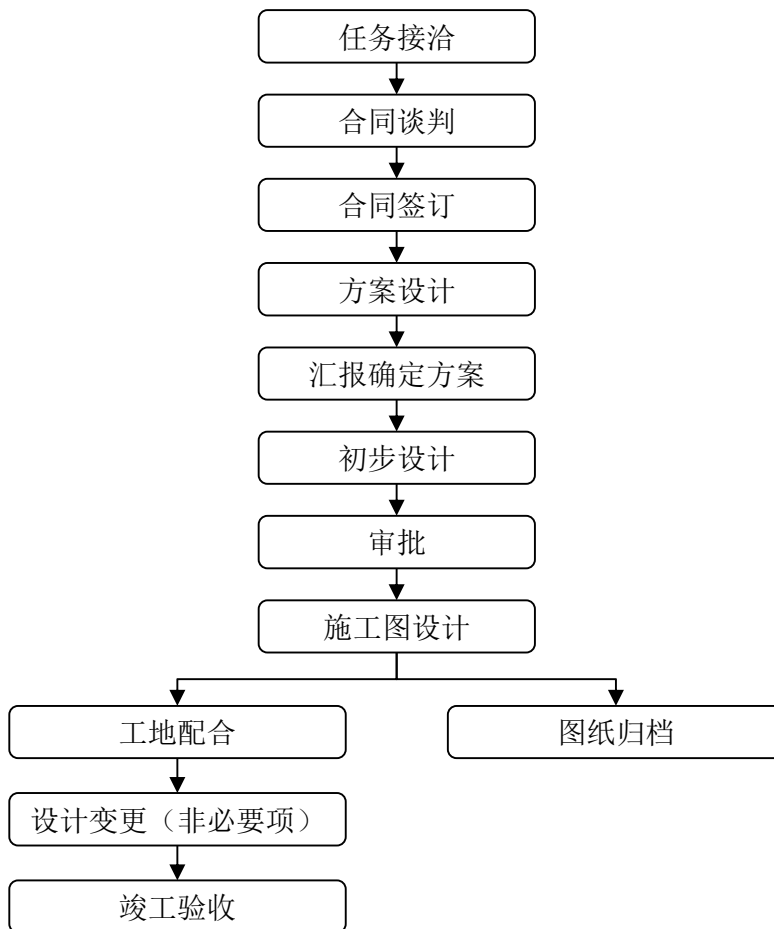 任务接洽
合同谈判
合同签订
方案设计
汇报确定方案
初步设计
审批
施工图设计
工地配合
图纸归档
设计变更（非必要项）
竣工验收